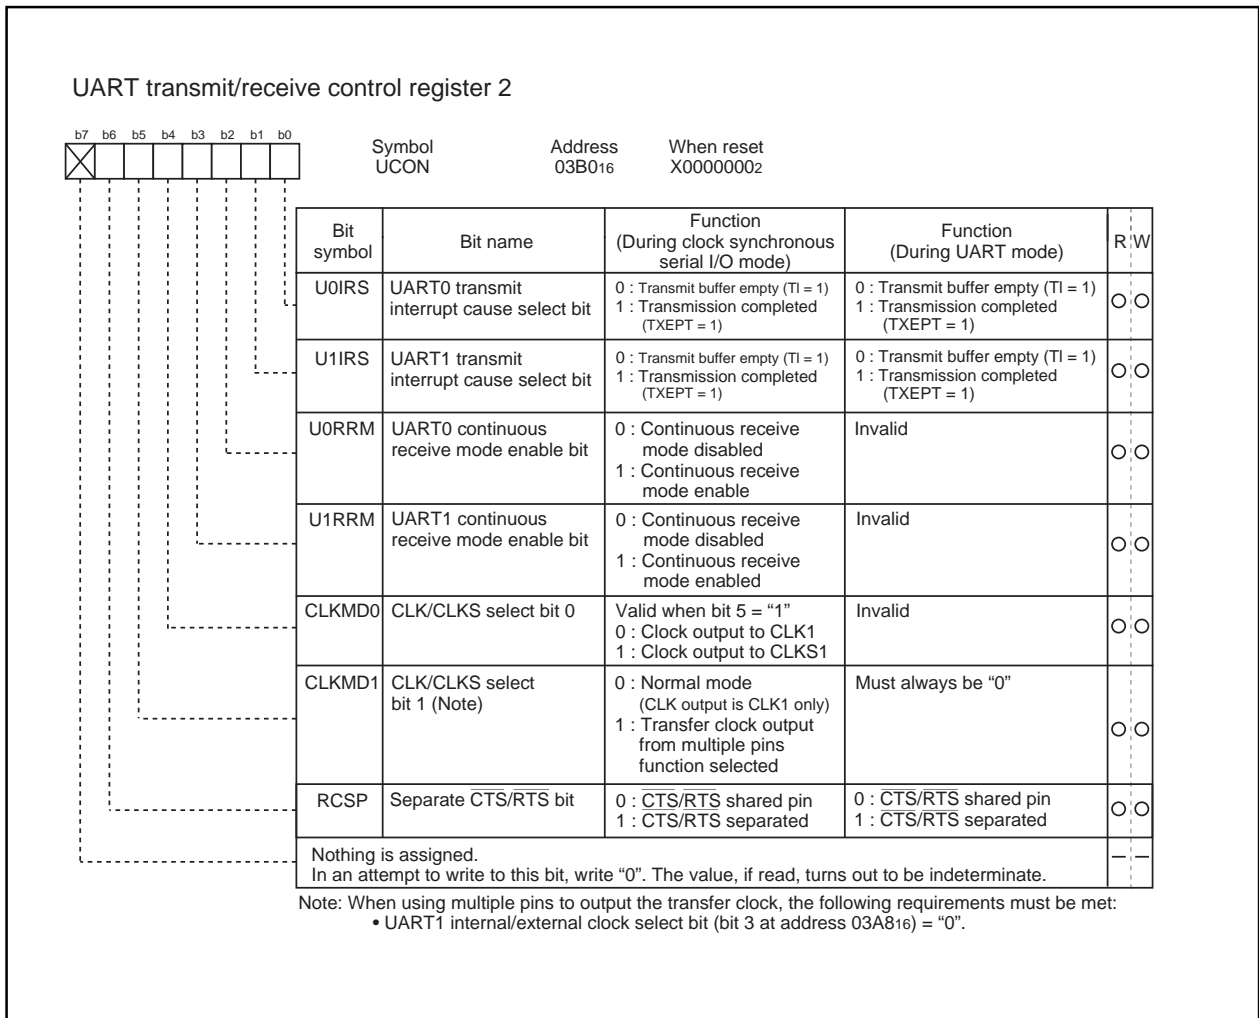 UART transmit/receive control register 2
b7 b6 b5 b4 b3 b2 b1 b0
Symbol Address When reset
UCON 03B016 X00000002
Bit symbol Bit name Function (During clock synchronous serial I/O mode) Function (During UART mode) R W
U0IRS UART0 transmit interrupt cause select bit
0 : Transmit buffer empty (TI = 1)
1 : Transmission completed
(TXEPT = 1)
0 : Transmit buffer empty (TI = 1)
1 : Transmission completed
(TXEPT = 1)
U1IRS UART1 transmit interrupt cause select bit
0 : Transmit buffer empty (TI = 1)
1 : Transmission completed
(TXEPT = 1)
0 : Transmit buffer empty (TI = 1)
1 : Transmission completed
(TXEPT = 1)
U0RRM UART0 continuous receive mode enable bit
0 : Continuous receive
mode disabled
1 : Continuous receive
mode enable
Invalid
U1RRM UART1 continuous receive mode enable bit
0 : Continuous receive
mode disabled
1 : Continuous receive
mode enabled
Invalid
CLKMD0 CLK/CLKS select bit 0
Valid when bit 5 = “1”
0 : Clock output to CLK1
1 : Clock output to CLKS1
Invalid
CLKMD1 CLK/CLKS select bit 1 (Note)
0 : Normal mode
(CLK output is CLK1 only)
1 : Transfer clock output
from multiple pins
function selected
Must always be “0”
RCSP Separate CTS/RTS bit
0 : CTS/RTS shared pin
1 : CTS/RTS separated
0 : CTS/RTS shared pin
1 : CTS/RTS separated
Nothing is assigned.
In an attempt to write to this bit, write “0”. The value, if read, turns out to be indeterminate.
Note: When using multiple pins to output the transfer clock, the following requirements must be met:
• UART1 internal/external clock select bit (bit 3 at address 03A816) = “0”.